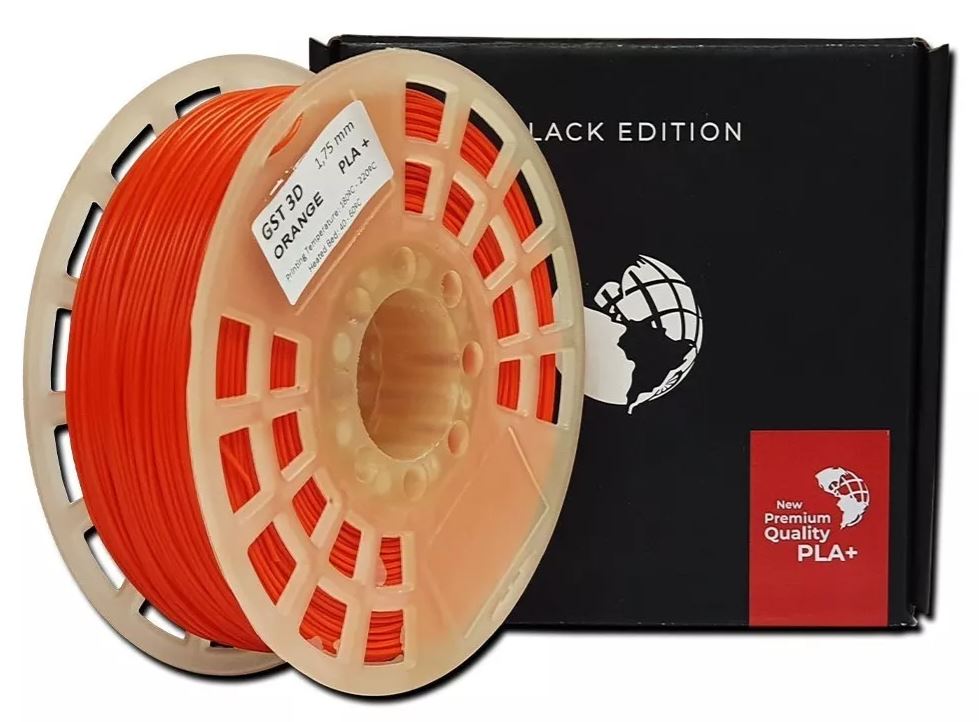 LACK EDITION
GST 3D 1,75 mm
ORANGE PLA +
Printing Temperature: 180ºC - 220ºC
Heated Bed: 40 - 60ºC
New
Premium
Quality
PLA+